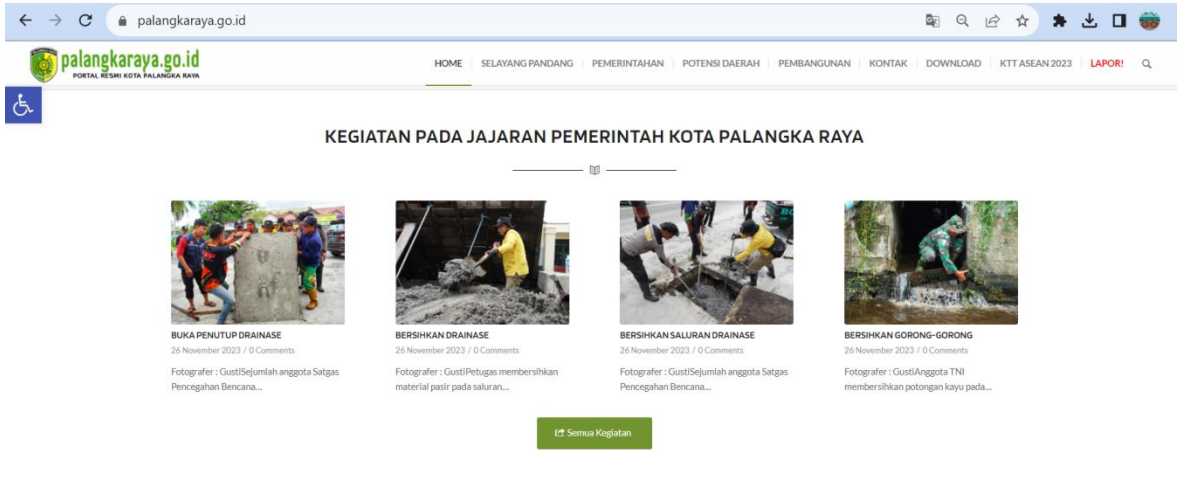 palangkaraya.go.id
palangkaraya.go.id
PORTAL RESMI KOTA PALANGKA RAYA
HOME SELAYANG PANDANG PEMERINTAHAN POTENSI DAERAH PEMBANGUNAN KONTAK DOWNLOAD KTT ASEAN 2023 LAPOR!
KEGIATAN PADA JAJARAN PEMERINTAH KOTA PALANGKA RAYA
BUKA PENUTUP DRAINASE
26 November 2023 / 0 Comments
Fotografer : GustiSejumlah anggota Satgas
Pencegahan Bencana...
BERSIHKAN DRAINASE
26 November 2023 / 0 Comments
Fotografer : GustiPetugas membersihkan
material pasir pada saluran...
BERSIHKAN SALURAN DRAINASE
26 November 2023 / 0 Comments
Fotografer : GustiSejumlah anggota Satgas
Pencegahan Bencana...
BERSIHKAN GORONG-GORONG
26 November 2023 / 0 Comments
Fotografer : GustiAnggota TNI
membersihkan potongan kayu pada...
Semua Kegiatan